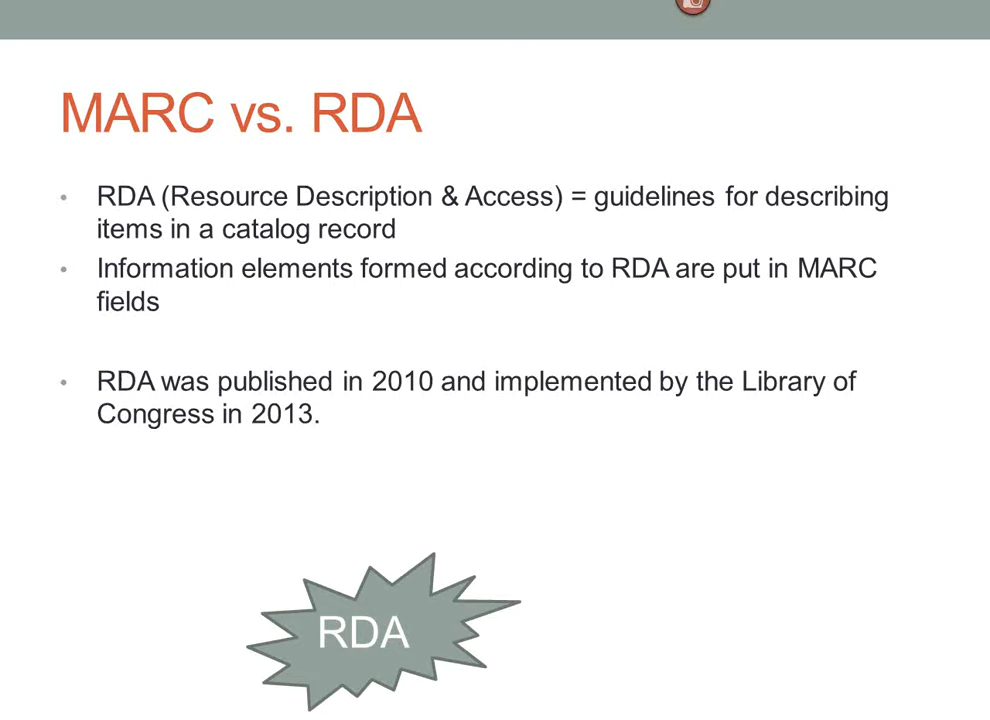 MARC vs. RDA
• RDA (Resource Description & Access) = guidelines for describing
items in a catalog record
• Information elements formed according to RDA are put in MARC
fields
• RDA was published in 2010 and implemented by the Library of
Congress in 2013.
RDA